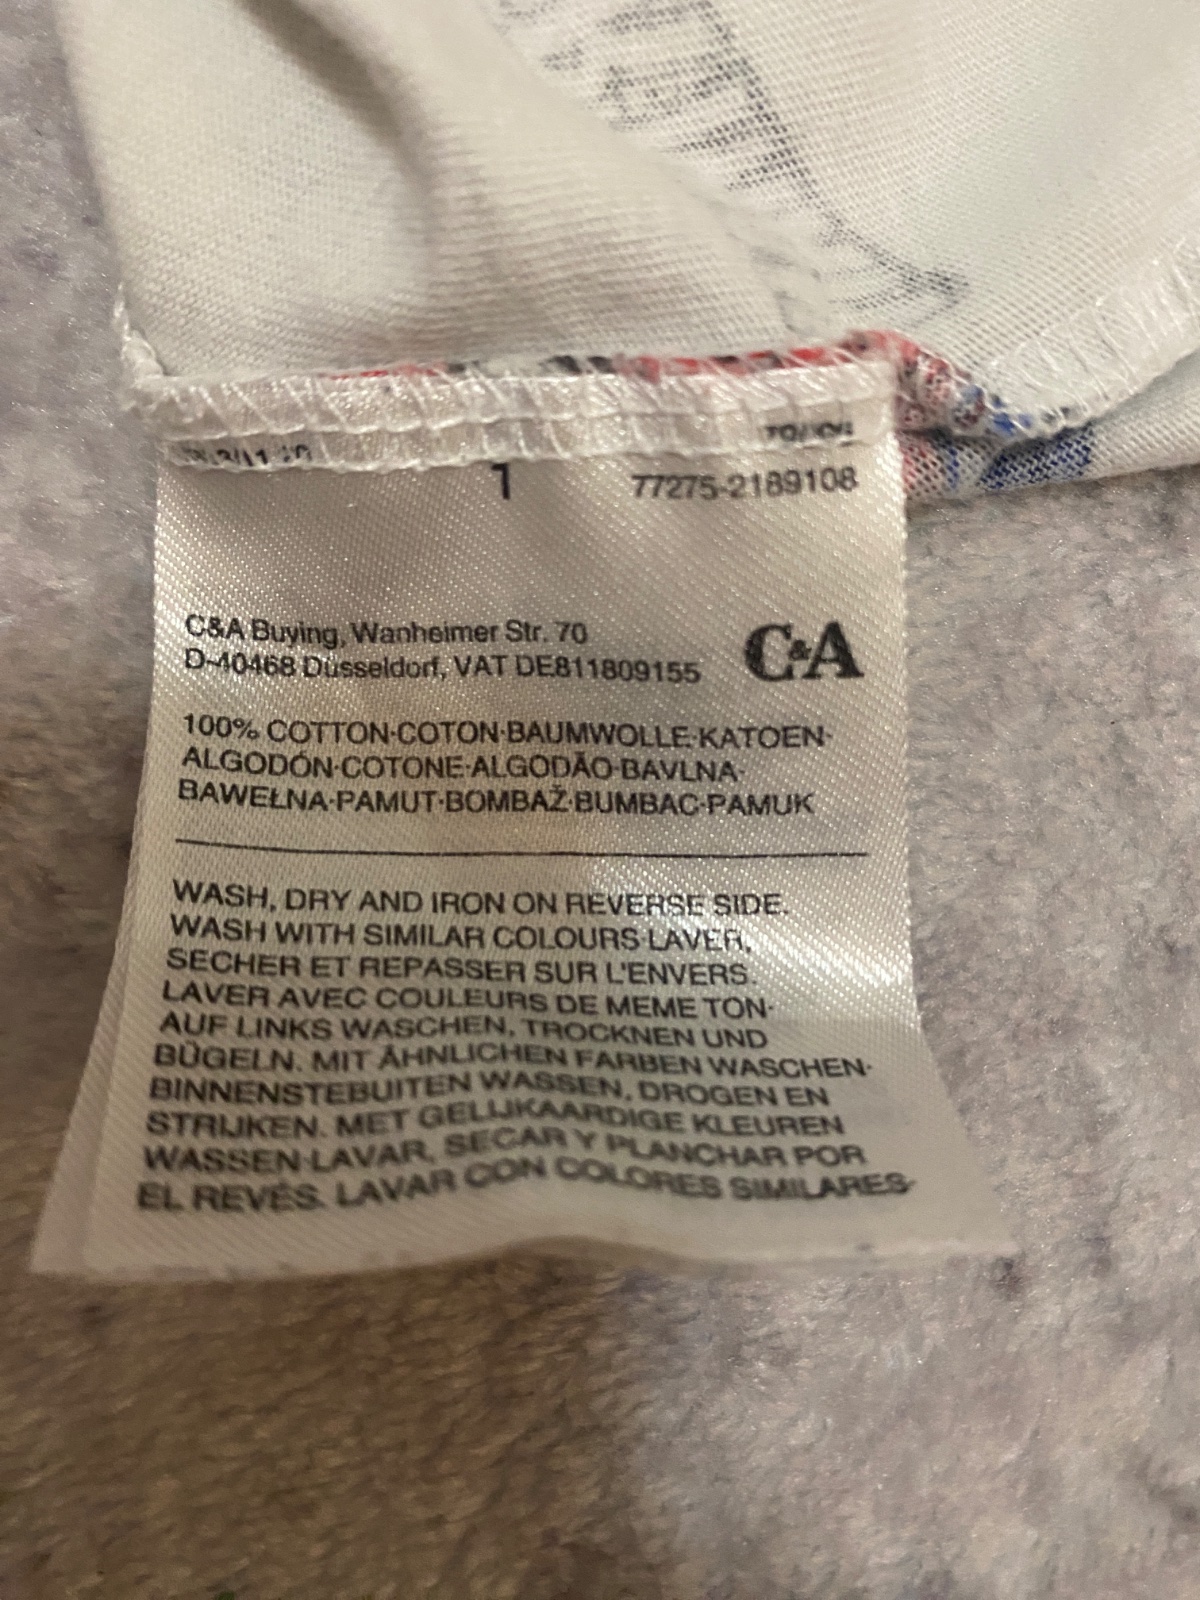 1
77275-2189108
C&A Buying, Wanheimer Str. 70
D-40468 Düsseldorf, VAT DE811809155
C&A
100% COTTON·COTON·BAUMWOLLE·KATOEN·
ALGODÓN·COTONE·ALGODÃO·BAVLNA·
BAWEŁNA·PAMUT·BOMBAŽ·BUMBAC·PAMUK
WASH, DRY AND IRON ON REVERSE SIDE.
WASH WITH SIMILAR COLOURS·LAVER,
SECHER ET REPASSER SUR L'ENVERS.
LAVER AVEC COULEURS DE MEME TON·
AUF LINKS WASCHEN, TROCKNEN UND
BÜGELN. MIT ÄHNLICHEN FARBEN WASCHEN·
BINNENSTEBUITEN WASSEN, DROGEN EN
STRIJKEN. MET GELIJKAARDIGE KLEUREN
WASSEN·LAVAR, SECAR Y PLANCHAR POR
EL REVÉS. LAVAR CON COLORES SIMILARES·